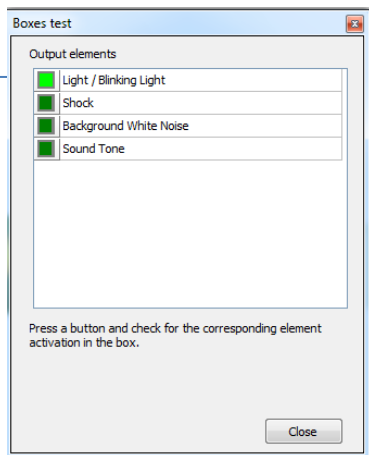 Boxes test
Output elements
Light / Blinking Light
Shock
Background White Noise
Sound Tone
Press a button and check for the corresponding element
activation in the box.
Close